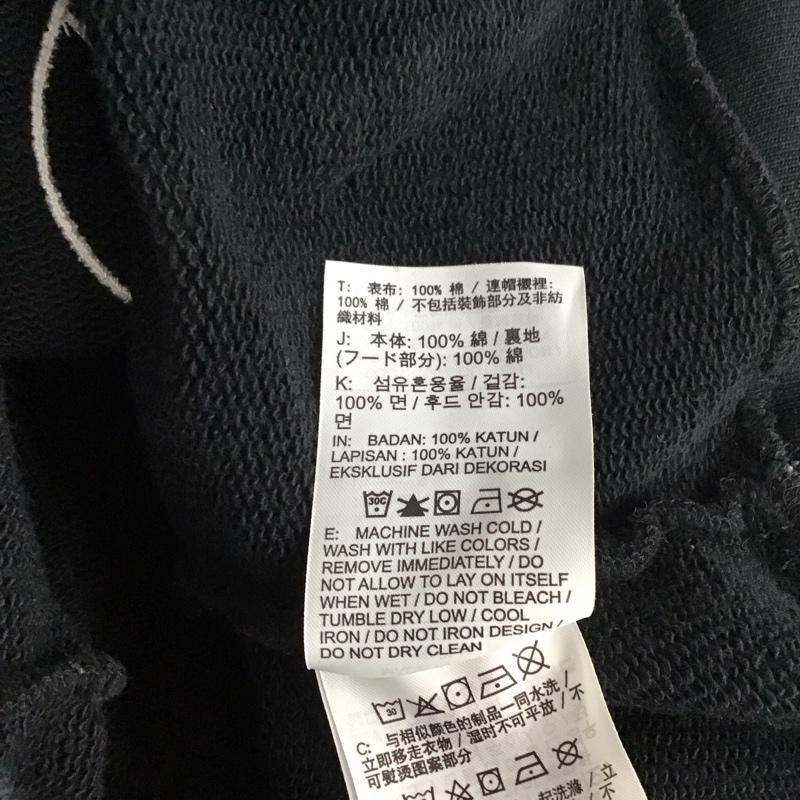 T: 表布: 100% 棉 / 連帽襯裡:
100% 棉 / 不包括裝飾部分及非紡
織材料
J: 本体: 100% 綿 / 裏地
(フード部分): 100% 綿
K: 섬유혼용율 / 겉감:
100% 면 / 후드 안감: 100%
면
IN: BADAN: 100% KATUN /
LAPISAN : 100% KATUN /
EKSKLUSIF DARI DEKORASI
30C
E: MACHINE WASH COLD /
WASH WITH LIKE COLORS /
REMOVE IMMEDIATELY / DO
NOT ALLOW TO LAY ON ITSELF
WHEN WET / DO NOT BLEACH /
TUMBLE DRY LOW / COOL
IRON / DO NOT IRON DESIGN /
DO NOT DRY CLEAN
30
C: 与相似颜色的制品一同水洗 /
立即移走衣物 / 湿时不可平放 / 不
可熨烫图案部分
起洗滌 / 立